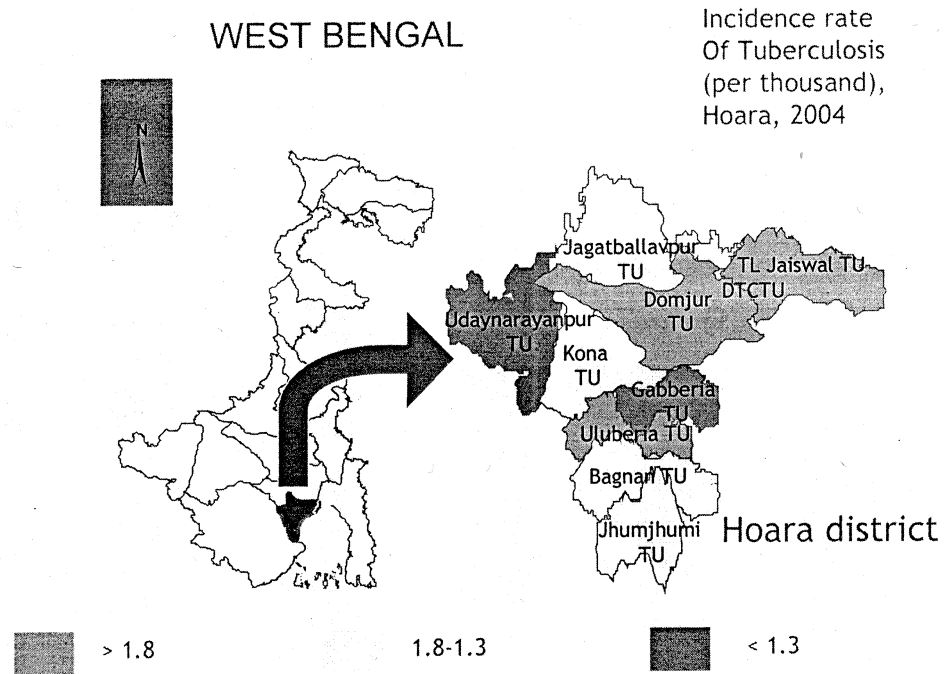 WEST BENGAL
Incidence rate
Of Tuberculosis
(per thousand),
Hoara, 2004
N
Jagatballavpur
TU
TL Jaiswal TU
DTCTU
Domjur
TU
Udaynarayanpur
TU
Kona
TU
Gabberia
TU
Uluberia TU
Bagnan TU
Jhumjhumi
TU
Hoara district
> 1.8
1.8-1.3
< 1.3